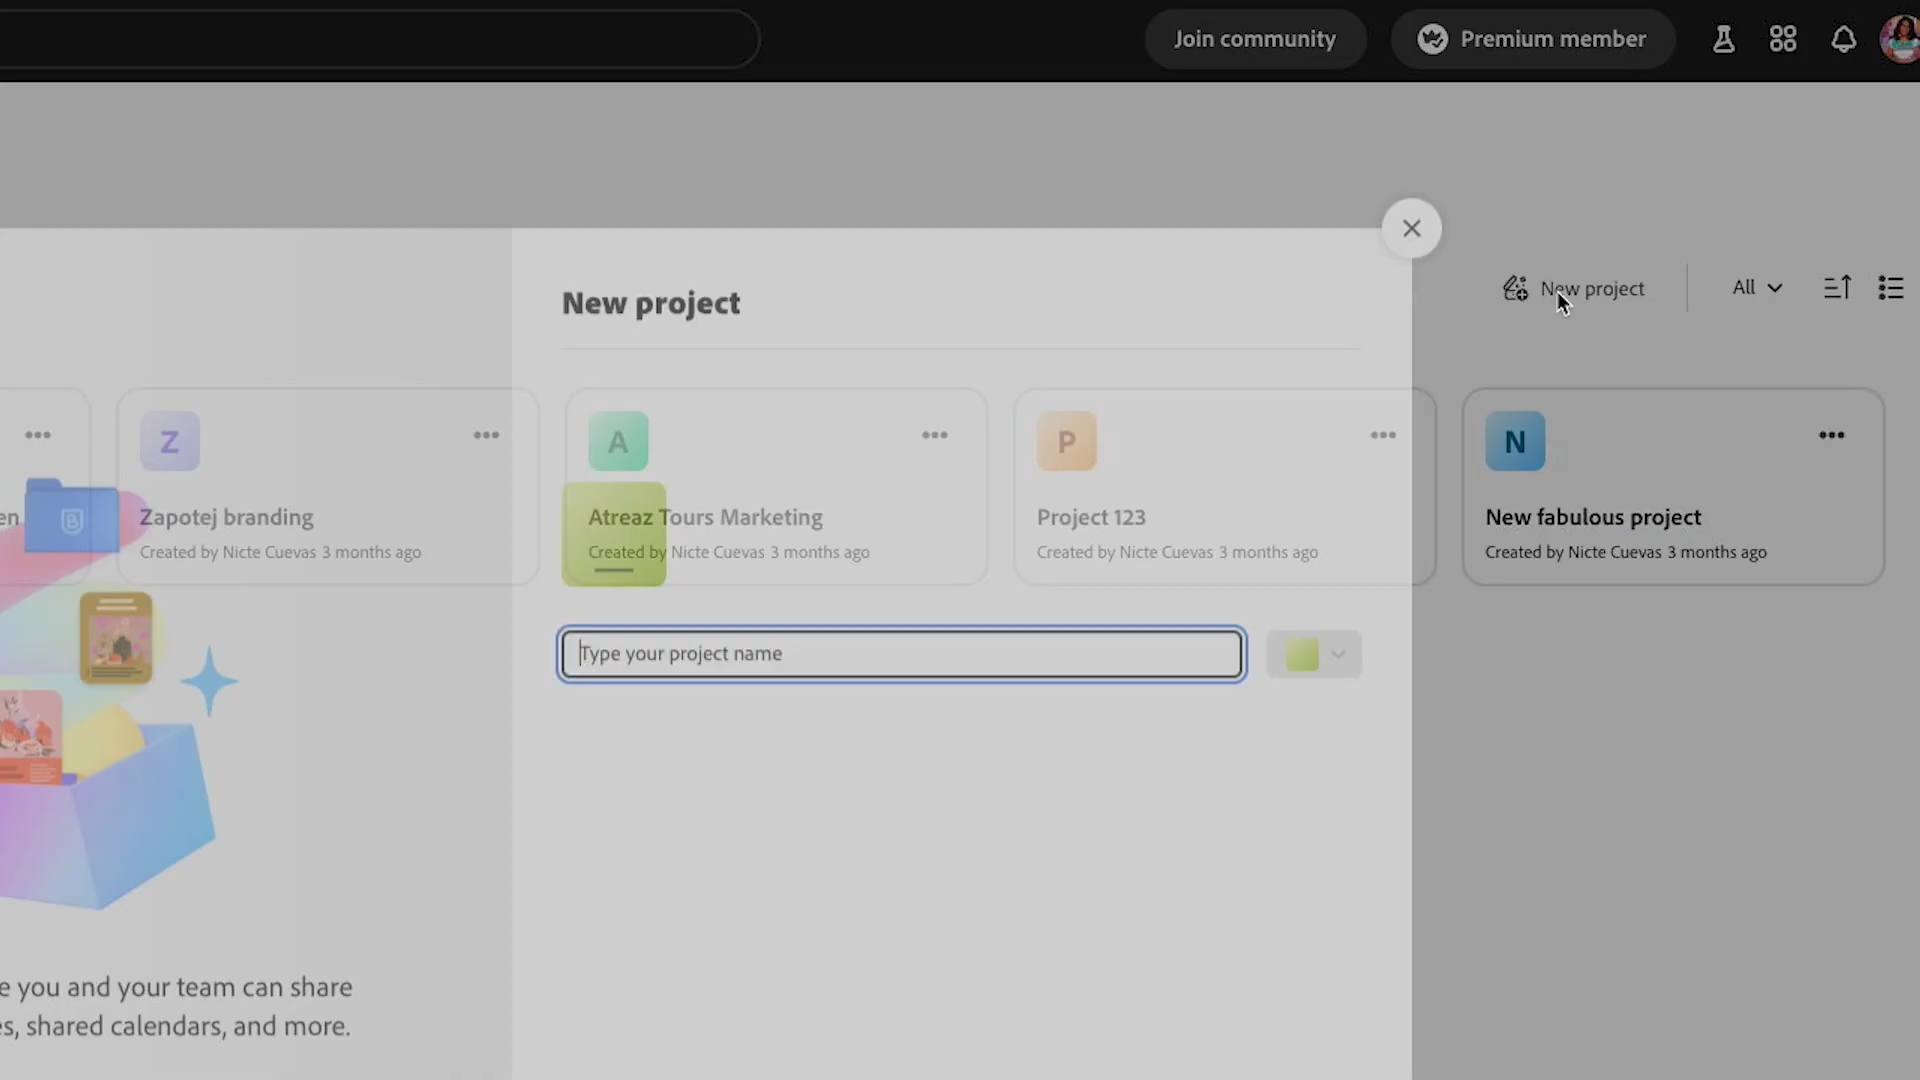 Join community
Premium member
New project
New project
All
Z
A
P
N
en
Zapotej branding
Atreaz Tours Marketing
Project 123
New fabulous project
Created by Nicte Cuevas 3 months ago
Created by Nicte Cuevas 3 months ago
Created by Nicte Cuevas 3 months ago
Created by Nicte Cuevas 3 months ago
B
Type your project name
e you and your team can share
es, shared calendars, and more.